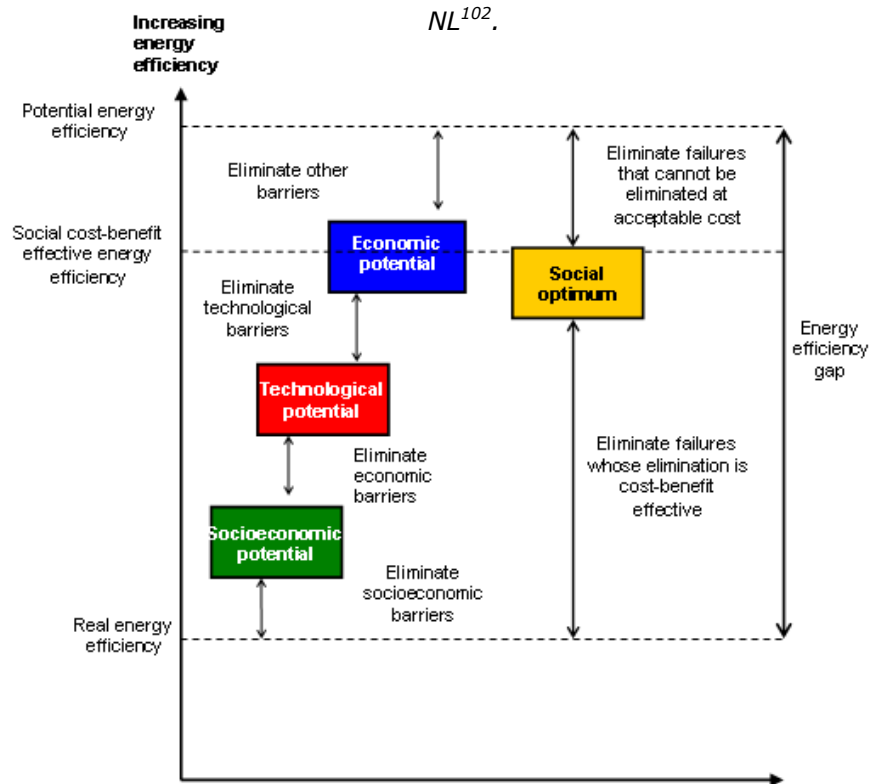 NL102.
Increasing
energy
efficiency
Potential energy
efficiency
Eliminate other
barriers
Eliminate failures
that cannot be
eliminated at
acceptable cost
Social cost-benefit
effective energy
efficiency
Economic
potential
Social
optimum
Eliminate
technological
barriers
Energy
efficiency
gap
Technological
potential
Eliminate
economic
barriers
Eliminate failures
whose elimination is
cost-benefit
effective
Socioeconomic
potential
Eliminate
socioeconomic
barriers
Real energy
efficiency